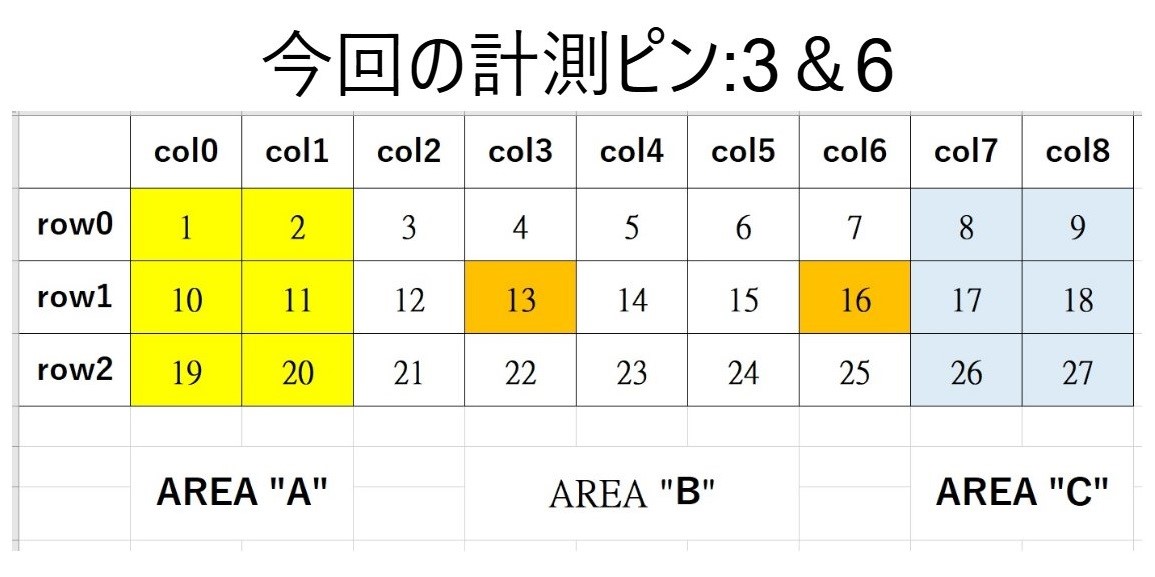 今回の計測ピン:3＆6
col0 col1 col2 col3 col4 col5 col6 col7 col8
row0 1 2 3 4 5 6 7 8 9
row1 10 11 12 13 14 15 16 17 18
row2 19 20 21 22 23 24 25 26 27
AREA "A" AREA "B" AREA "C"